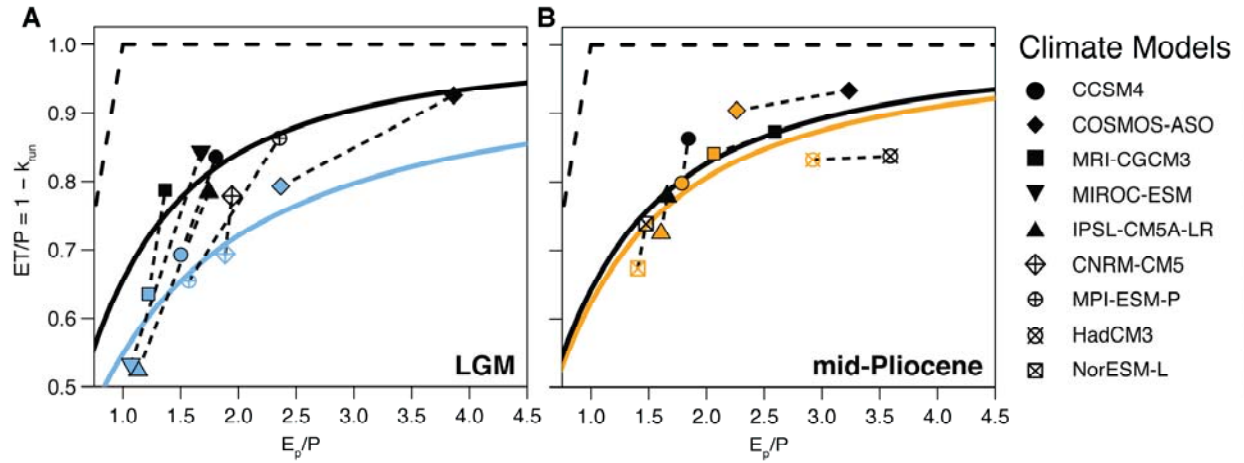 A
B
ET/P = 1 − k_run
1.0
0.9
0.8
0.7
0.6
0.5
LGM
1.0 1.5 2.0 2.5 3.0 3.5 4.0 4.5
E_p/P
mid-Pliocene
1.0 1.5 2.0 2.5 3.0 3.5 4.0 4.5
E_p/P
Climate Models
CCSM4
COSMOS-ASO
MRI-CGCM3
MIROC-ESM
IPSL-CM5A-LR
CNRM-CM5
MPI-ESM-P
HadCM3
NorESM-L